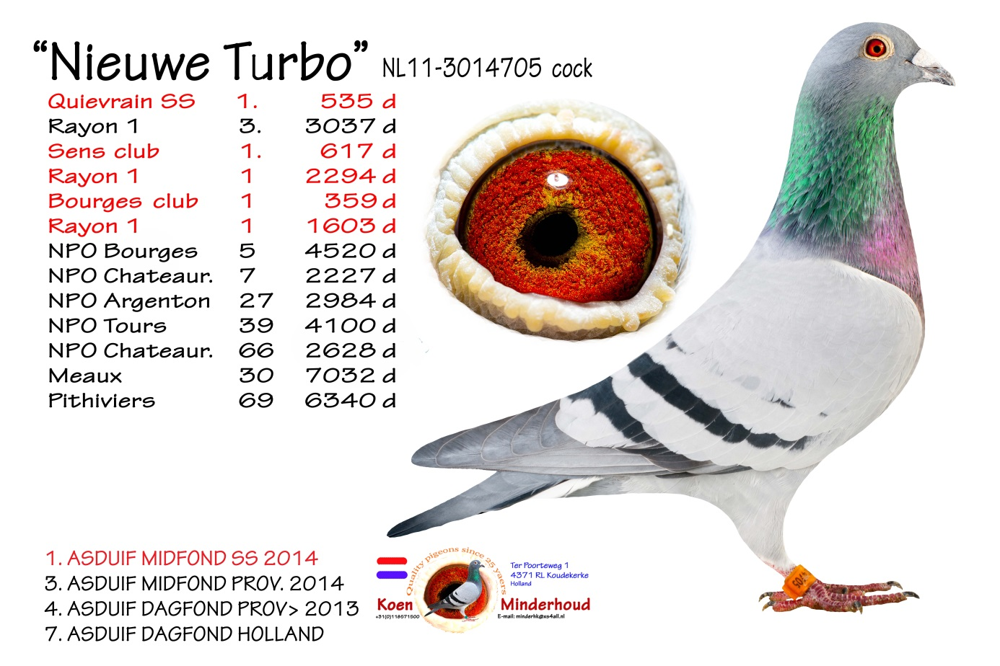 “Nieuwe Turbo” NL11-3014705 cock
Quievrain SS 1. 535 d
Rayon 1 3. 3037 d
Sens club 1. 617 d
Rayon 1 1 2294 d
Bourges club 1 359 d
Rayon 1 1 1603 d
NPO Bourges 5 4520 d
NPO Chateaur. 7 2227 d
NPO Argenton 27 2984 d
NPO Tours 39 4100 d
NPO Chateaur. 66 2628 d
Meaux 30 7032 d
Pithiviers 69 6340 d
1. ASDUIF MIDFOND SS 2014
3. ASDUIF MIDFOND PROV. 2014
4. ASDUIF DAGFOND PROV> 2013
7. ASDUIF DAGFOND HOLLAND
Quality pigeons since 25 yaers
Ter Poorteweg 1
4371 RL Koudekerke
Holland
Koen Minderhoud
+31(0)118571500
E-mail: minderhk@xs4all.nl